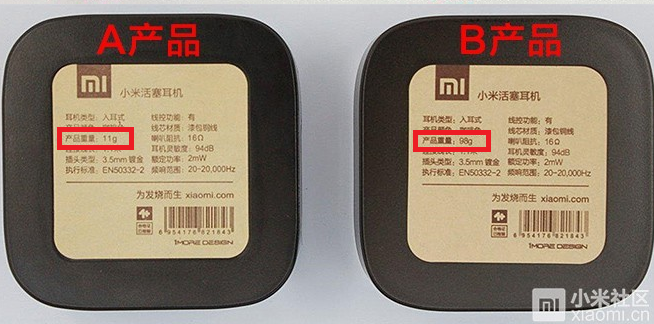 A产品
mi
小米活塞耳机
耳机类型: 入耳式 线控功能: 有
线芯材质: 漆包铜线
产品重量: 11g 喇叭阻抗: 16Ω
耳机灵敏度: 94dB
插头类型: 3.5mm 镀金 额定功率: 2mW
执行标准: EN50332-2 频响范围: 20-20,000Hz
为发烧而生 xiaomi.com
6 954176 821843
1MORE DESIGN
B产品
mi
小米活塞耳机
耳机类型: 入耳式 线控功能: 有
线芯材质: 漆包铜线
产品重量: 98g 喇叭阻抗: 16Ω
耳机灵敏度: 94dB
插头类型: 3.5mm 镀金 额定功率: 2mW
执行标准: EN50332-2 频响范围: 20-20,000Hz
为发烧而生 xiaomi.com
6 954176 821843
1MORE DESIGN
mi 小米社区
xiaomi.cn